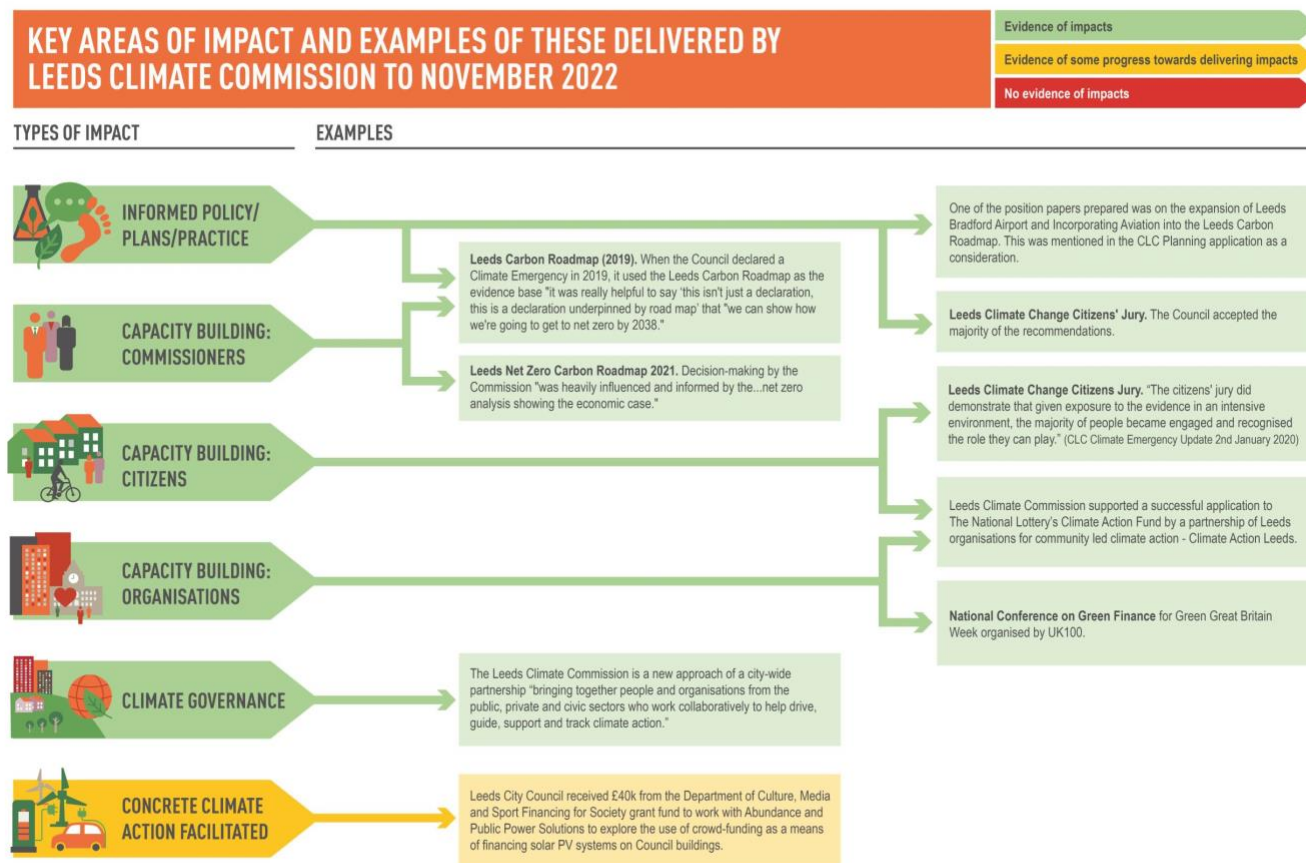 KEY AREAS OF IMPACT AND EXAMPLES OF THESE DELIVERED BY
LEEDS CLIMATE COMMISSION TO NOVEMBER 2022
Evidence of impacts
Evidence of some progress towards delivering impacts
No evidence of impacts
TYPES OF IMPACT
EXAMPLES
INFORMED POLICY/
PLANS/PRACTICE
Leeds Carbon Roadmap (2019). When the Council declared a
Climate Emergency in 2019, it used the Leeds Carbon Roadmap as the
evidence base "it was really helpful to say 'this isn't just a declaration,
this is a declaration underpinned by road map' that "we can show how
we're going to get to net zero by 2038."
One of the position papers prepared was on the expansion of Leeds
Bradford Airport and Incorporating Aviation into the Leeds Carbon
Roadmap. This was mentioned in the CLC Planning application as a
consideration.
Leeds Climate Change Citizens' Jury. The Council accepted the
majority of the recommendations.
CAPACITY BUILDING:
COMMISSIONERS
Leeds Net Zero Carbon Roadmap 2021. Decision-making by the
Commission "was heavily influenced and informed by the...net zero
analysis showing the economic case."
CAPACITY BUILDING:
CITIZENS
Leeds Climate Change Citizens Jury. "The citizens' jury did
demonstrate that given exposure to the evidence in an intensive
environment, the majority of people became engaged and recognised
the role they can play." (CLC Climate Emergency Update 2nd January 2020)
Leeds Climate Commission supported a successful application to
The National Lottery's Climate Action Fund by a partnership of Leeds
organisations for community led climate action - Climate Action Leeds.
CAPACITY BUILDING:
ORGANISATIONS
National Conference on Green Finance for Green Great Britain
Week organised by UK100.
CLIMATE GOVERNANCE
The Leeds Climate Commission is a new approach of a city-wide
partnership "bringing together people and organisations from the
public, private and civic sectors who work collaboratively to help drive,
guide, support and track climate action."
CONCRETE CLIMATE
ACTION FACILITATED
Leeds City Council received £40k from the Department of Culture, Media
and Sport Financing for Society grant fund to work with Abundance and
Public Power Solutions to explore the use of crowd-funding as a means
of financing solar PV systems on Council buildings.